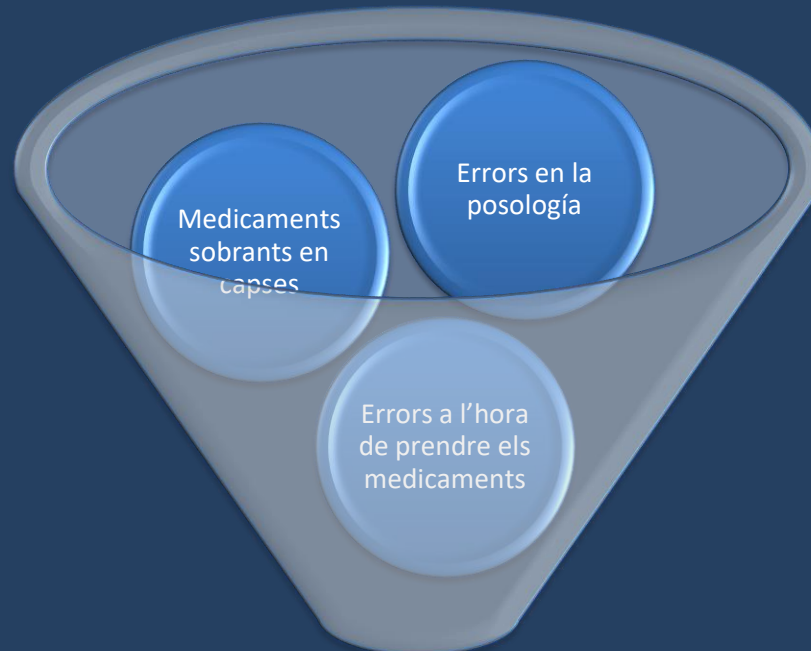 Medicaments
sobrants en
capses
Errors en la
posología
Errors a l’hora
de prendre els
medicaments